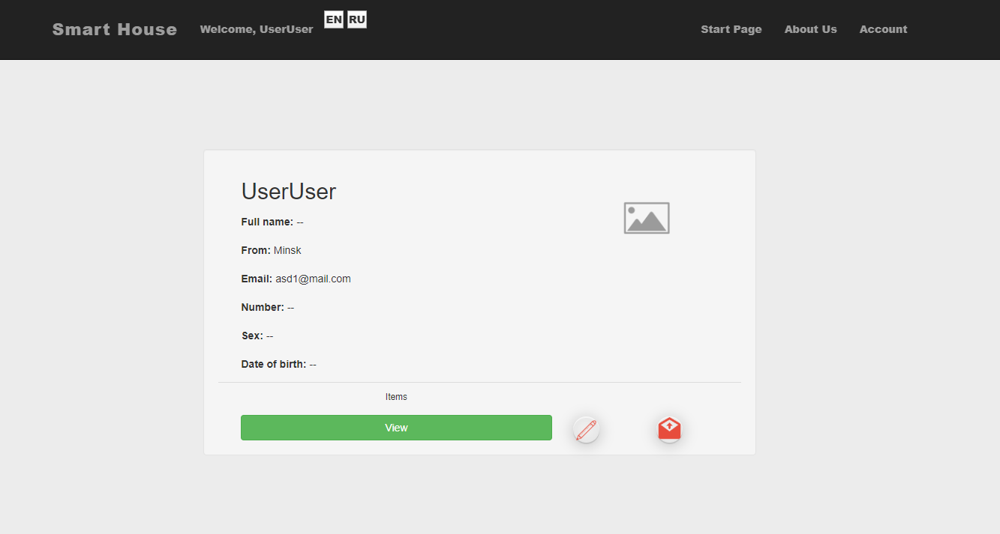 Smart House Welcome, UserUser EN RU Start Page About Us Account
UserUser
Full name: --
From: Minsk
Email: asd1@mail.com
Number: --
Sex: --
Date of birth: --
Items
View